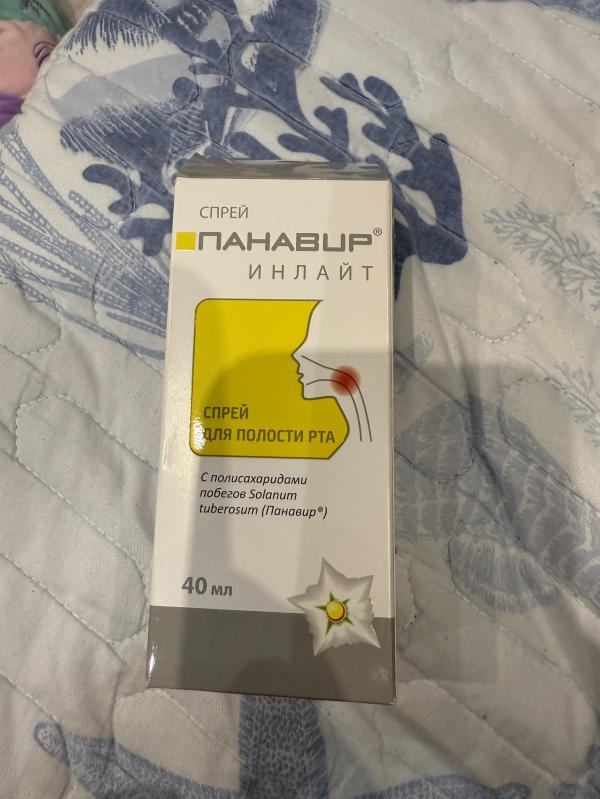 СПРЕЙ
ПАНАВИР®
ИНЛАЙТ
СПРЕЙ
ДЛЯ ПОЛОСТИ РТА
С полисахаридами
побегов Solanum
tuberosum (Панавир®)
40 мл